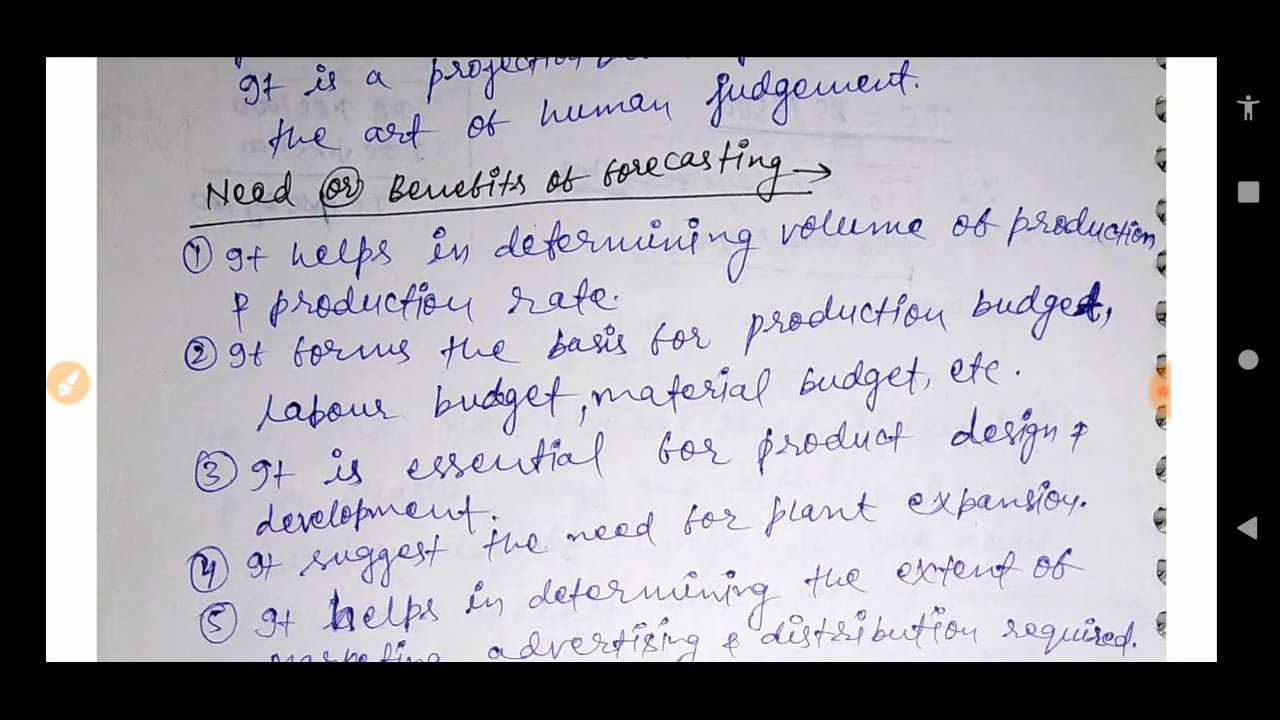 It is a projection
the art of human judgement.
Need or Benefits of forecasting →
① It helps in determining volume of production
& production rate.
② It forms the basis for production budget,
labour budget, material budget, etc.
③ It is essential for product design &
development.
④ It suggest the need for plant expansion.
⑤ It helps in determining the extent of
marketing, advertising & distribution required.